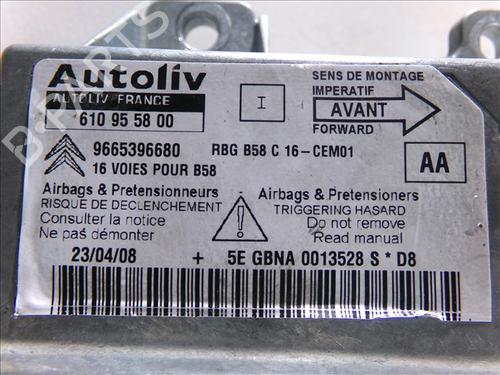 Autoliv
AUTOLIV FRANCE
610 95 58 00
I
SENS DE MONTAGE
IMPERATIF
AVANT
9665396680
RBG B58 C 16-CEM01
16 VOIES POUR B58
AA
Airbags & Pretensionneurs
RISQUE DE DECLENCHEMENT
Consulter la notice
Ne pas démonter
Airbags & Pretensioners
TRIGGERING HASARD
Do not remove
Read manual
23/04/08 + 5E GBNA 0013528 S * D8
B-PARTS